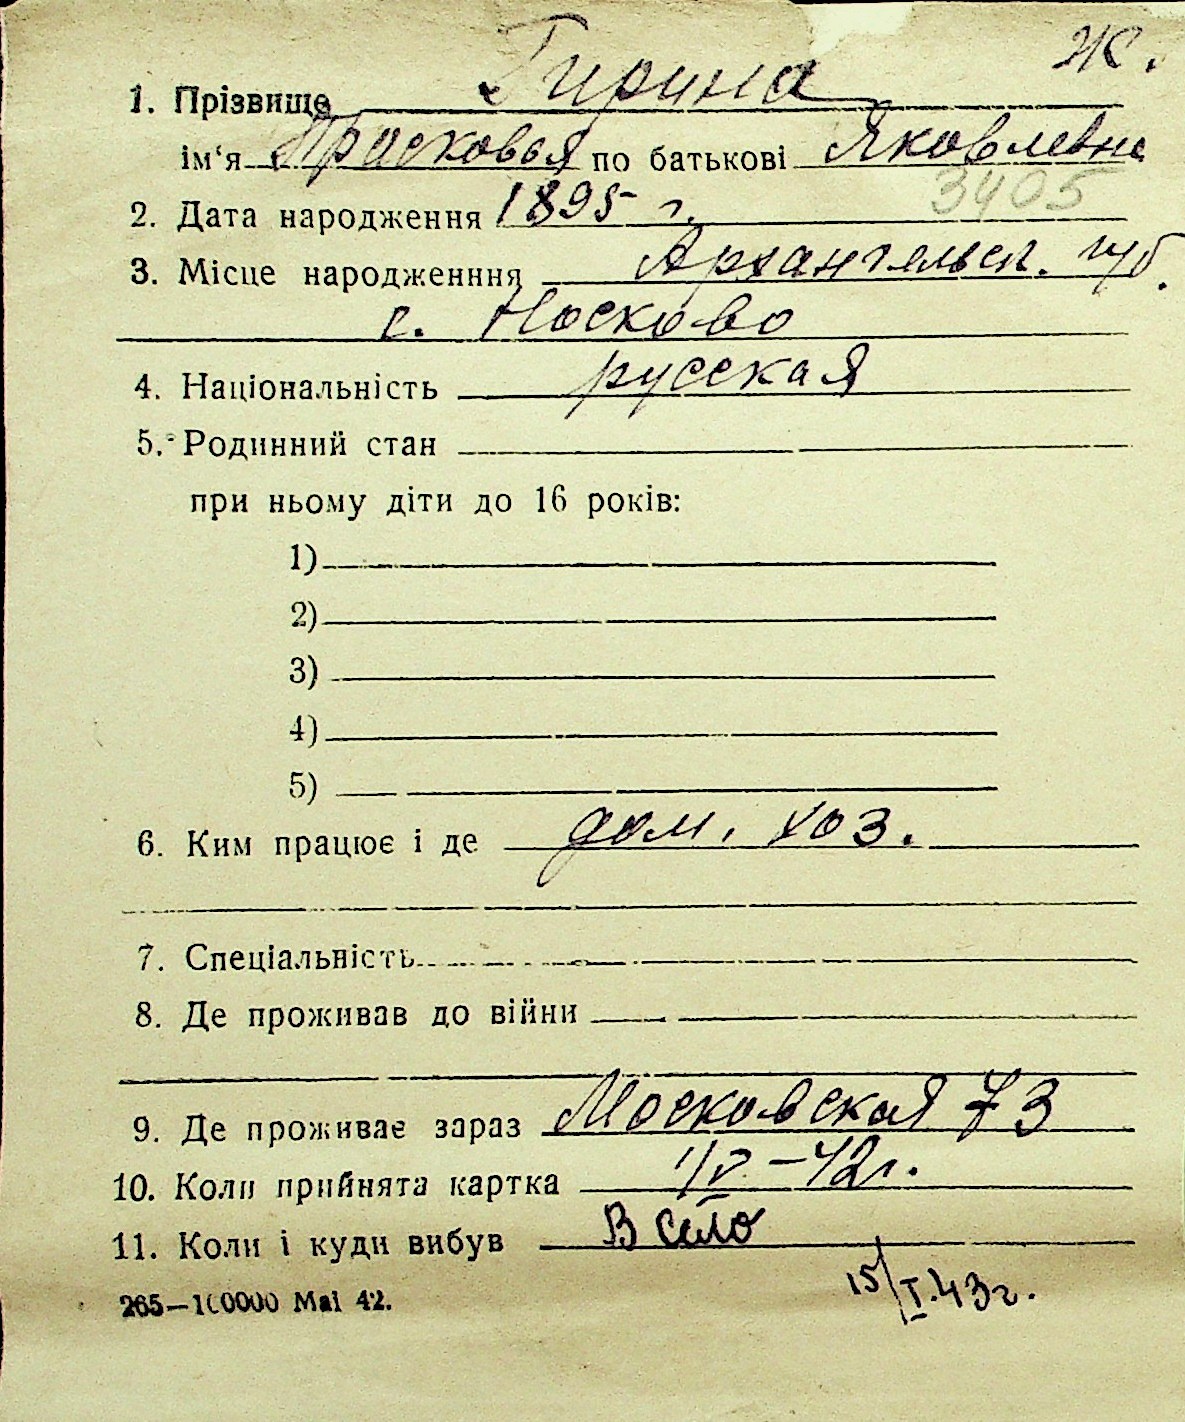 Ж.
1. Прізвище Гирина
ім‘я Прасковья по батькові Яковлевна
3405
2. Дата народження 1895 г.
3. Місце народженння Архангельск. губ.
с. Носково
4. Національність русская
5. Родинний стан
при ньому діти до 16 років:
1)
2)
3)
4)
5)
6. Ким працює і де дом. хоз.
7. Спеціальність
8. Де проживав до війни
9. Де проживає зараз Московская 73
10. Коли прийнята картка 1/V-42г.
11. Коли і куди вибув В село
15/I.43г.
265—100000 Mai 42.